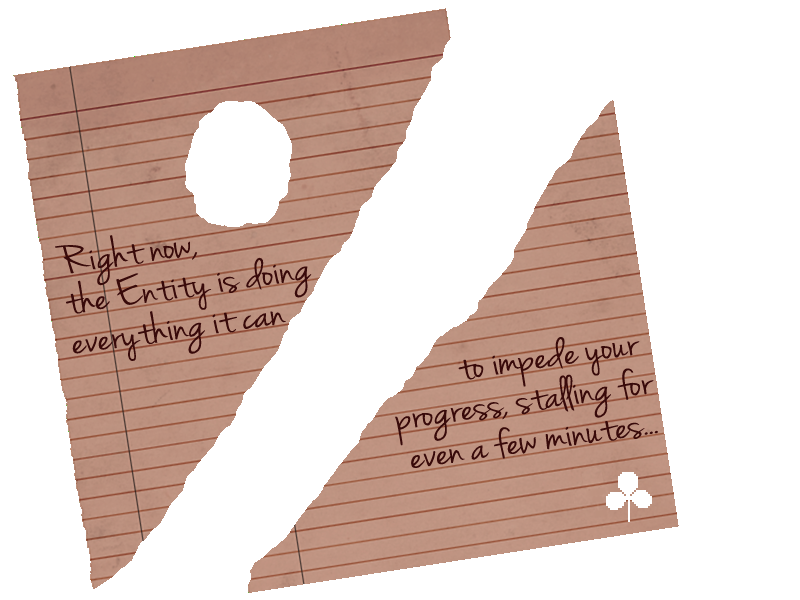 Right now,
the Entity is doing
everything it can
to impede your
progress, stalling for
even a few minutes...